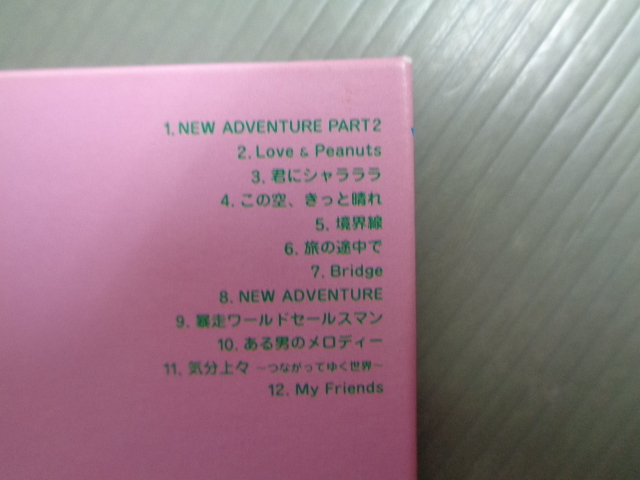 1. NEW ADVENTURE PART2
2. Love & Peanuts
3. 君にシャラララ
4. この空、きっと晴れ
5. 境界線
6. 旅の途中で
7. Bridge
8. NEW ADVENTURE
9. 暴走ワールドセールスマン
10. ある男のメロディー
11. 気分上々 ~つながってゆく世界~
12. My Friends